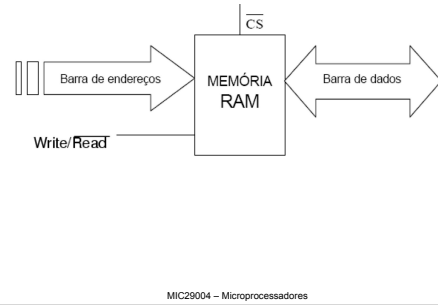 CS
Barra de endereços
MEMÓRIA
RAM
Barra de dados
Write/Read
MIC29004 – Microprocessadores